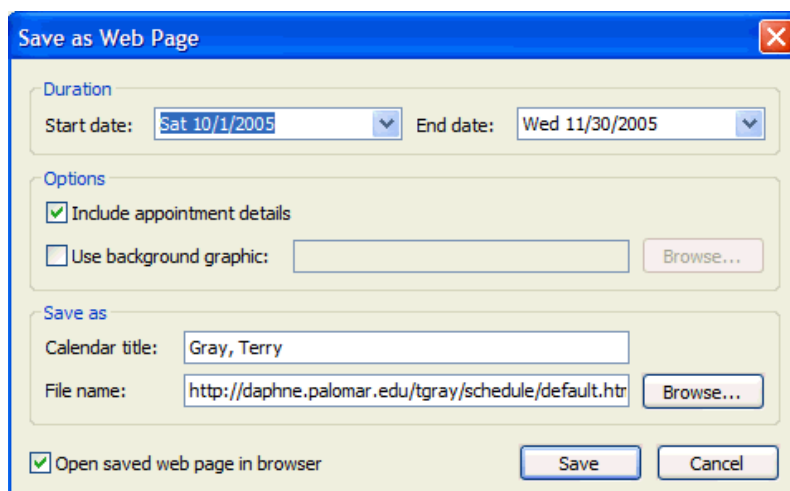 Save as Web Page
Duration
Start date: Sat 10/1/2005 End date: Wed 11/30/2005
Options
Include appointment details
Use background graphic: Browse...
Save as
Calendar title: Gray, Terry
File name: http://daphne.palomar.edu/tgray/schedule/default.htm Browse...
Open saved web page in browser Save Cancel